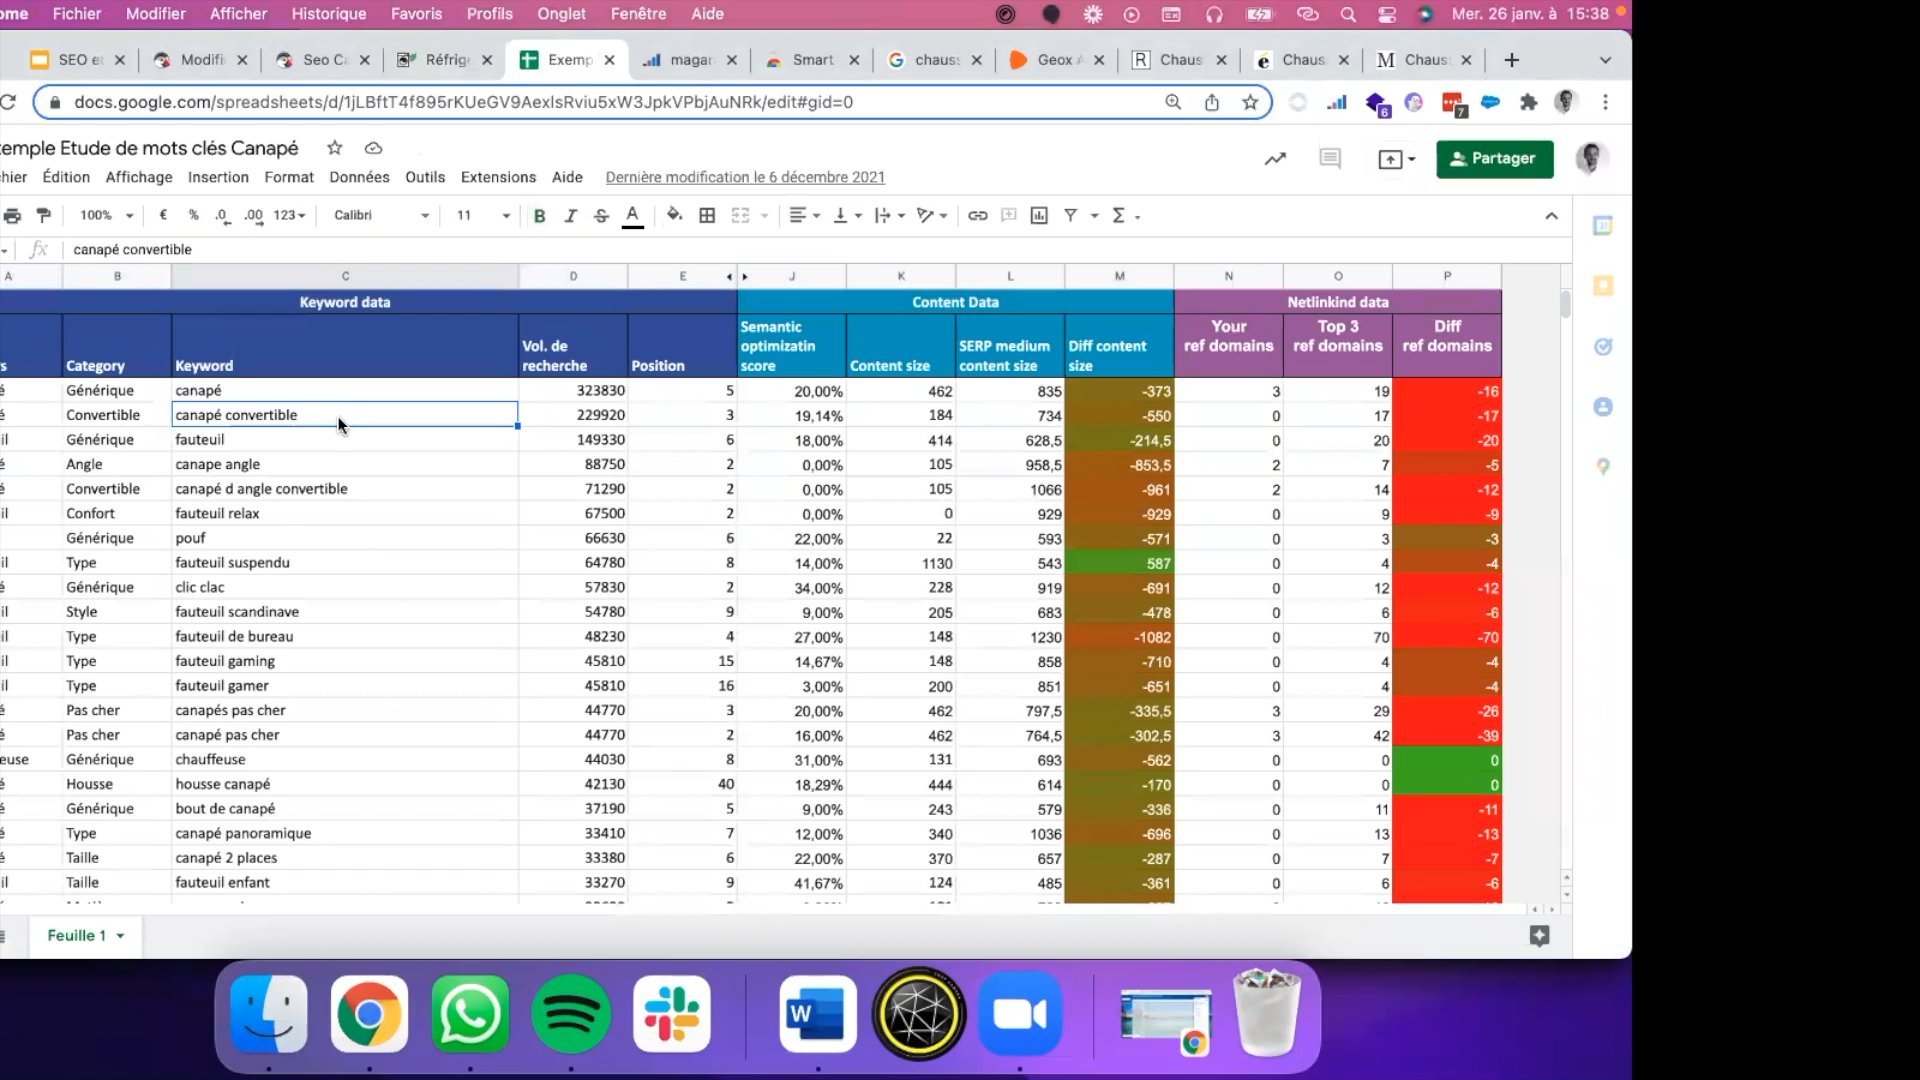 ome Fichier Modifier Afficher Historique Favoris Profils Onglet Fenêtre Aide Mer. 26 janv. à 15:38
SEO e Modifi Seo C Réfrig Exemp magar Smart chaus Geox Chaus Chaus Chaus
docs.google.com/spreadsheets/d/1jLBftT4f895rKUeGV9AexIsRviu5xW3JpkVPbjAuNRk/edit#gid=0 6 7
emple Etude de mots clés Canapé
Partager
hier Édition Affichage Insertion Format Données Outils Extensions Aide Dernière modification le 6 décembre 2021
100% € % .0 .00 123 Calibri 11 B I S A
fx canapé convertible
A B C D E J K L M N O P
Keyword data Content Data Netlinkind data
s Category Keyword Vol. de recherche Position Semantic optimizatin score Content size SERP medium content size Diff content size Your ref domains Top 3 ref domains Diff ref domains
é Générique canapé 323830 5 20,00% 462 835 -373 3 19 -16
é Convertible canapé convertible 229920 3 19,14% 184 734 -550 0 17 -17
il Générique fauteuil 149330 6 18,00% 414 628,5 -214,5 0 20 -20
é Angle canape angle 88750 2 0,00% 105 958,5 -853,5 2 7 -5
é Convertible canapé d angle convertible 71290 2 0,00% 105 1066 -961 2 14 -12
il Confort fauteuil relax 67500 2 0,00% 0 929 -929 0 9 -9
Générique pouf 66630 6 22,00% 22 593 -571 0 3 -3
il Type fauteuil suspendu 64780 8 14,00% 1130 543 587 0 4 -4
é Générique clic clac 57830 2 34,00% 228 919 -691 0 12 -12
il Style fauteuil scandinave 54780 9 9,00% 205 683 -478 0 6 -6
il Type fauteuil de bureau 48230 4 27,00% 148 1230 -1082 0 70 -70
il Type fauteuil gaming 45810 15 14,67% 148 858 -710 0 4 -4
il Type fauteuil gamer 45810 16 3,00% 200 851 -651 0 4 -4
é Pas cher canapés pas cher 44770 3 20,00% 462 797,5 -335,5 3 29 -26
é Pas cher canapé pas cher 44770 2 16,00% 462 764,5 -302,5 3 42 -39
euse Générique chauffeuse 44030 8 31,00% 131 693 -562 0 0 0
é Housse housse canapé 42130 40 18,29% 444 614 -170 0 0 0
é Générique bout de canapé 37190 5 9,00% 243 579 -336 0 11 -11
é Type canapé panoramique 33410 7 12,00% 340 1036 -696 0 13 -13
é Taille canapé 2 places 33380 6 22,00% 370 657 -287 0 7 -7
il Taille fauteuil enfant 33270 9 41,67% 124 485 -361 0 6 -6
Feuille 1